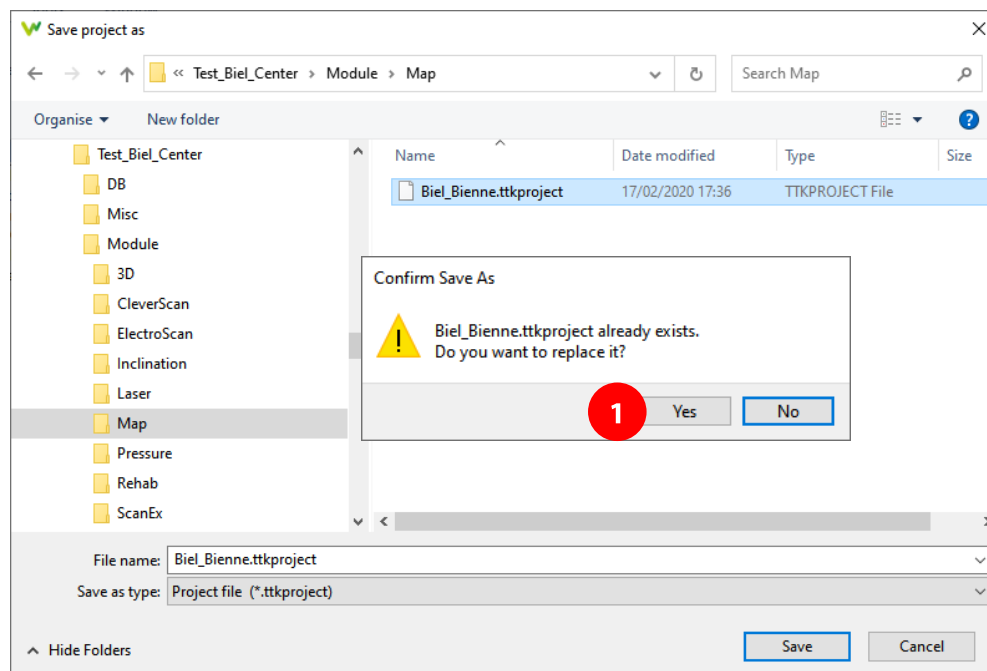 Save project as
« Test_Biel_Center > Module > Map
Search Map
Organise
New folder
Test_Biel_Center
DB
Misc
Module
3D
CleverScan
ElectroScan
Inclination
Laser
Map
Pressure
Rehab
ScanEx
Name
Date modified
Type
Size
Biel_Bienne.ttkproject
17/02/2020 17:36
TTKPROJECT File
Confirm Save As
!
Biel_Bienne.ttkproject already exists.
Do you want to replace it?
1
Yes
No
File name: Biel_Bienne.ttkproject
Save as type: Project file (*.ttkproject)
Hide Folders
Save
Cancel
?